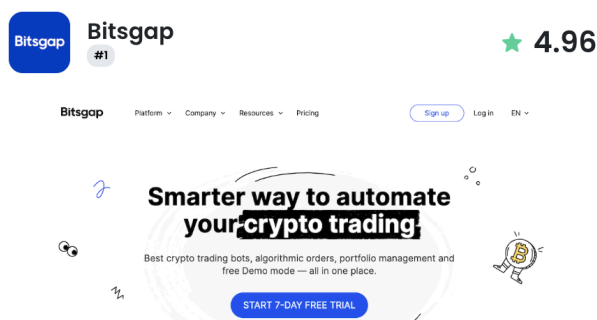 Bitsgap
Bitsgap
#1
4.96
Bitsgap
Platform
Company
Resources
Pricing
Sign up
Log in
EN
Smarter way to automate
your crypto trading
Best crypto trading bots, algorithmic orders, portfolio management and
free Demo mode — all in one place.
START 7-DAY FREE TRIAL